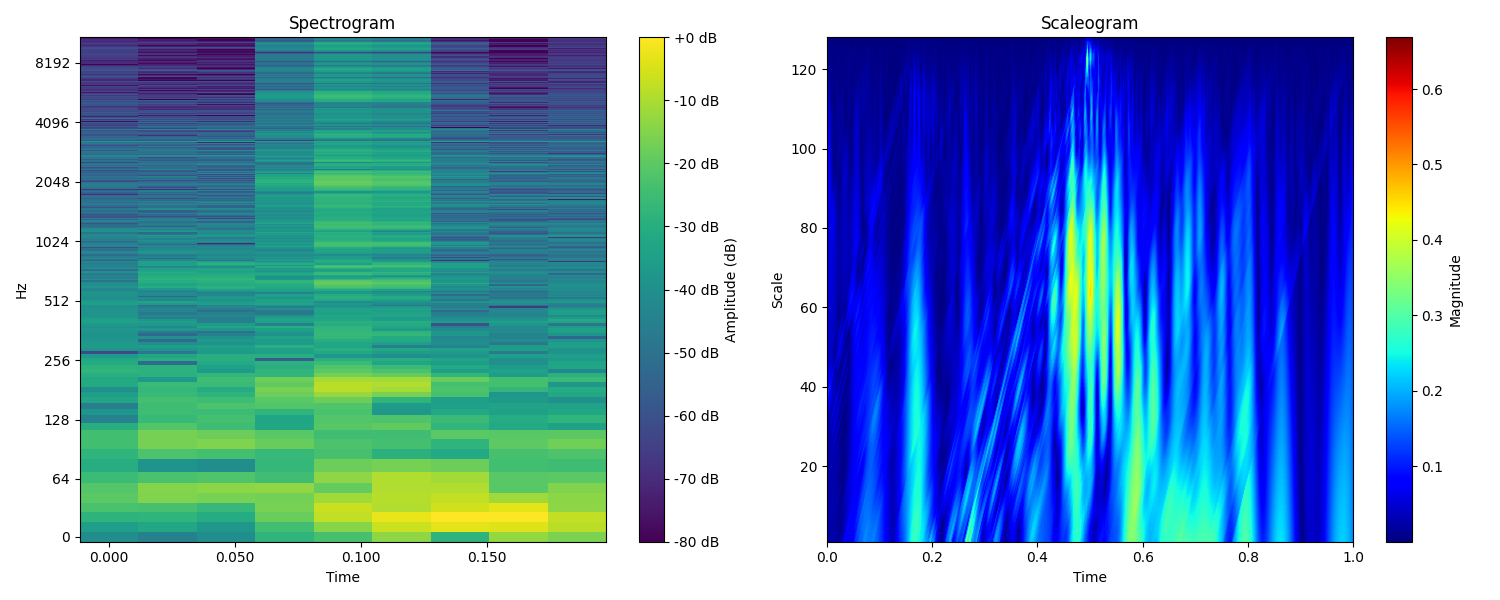 Spectrogram
Hz
8192
4096
2048
1024
512
256
128
64
0
0.000
0.050
0.100
0.150
Time
+0 dB
-10 dB
-20 dB
-30 dB
-40 dB
-50 dB
-60 dB
-70 dB
-80 dB
Amplitude (dB)
Scaleogram
Scale
120
100
80
60
40
20
0.0
0.2
0.4
0.6
0.8
1.0
Time
0.6
0.5
0.4
0.3
0.2
0.1
Magnitude